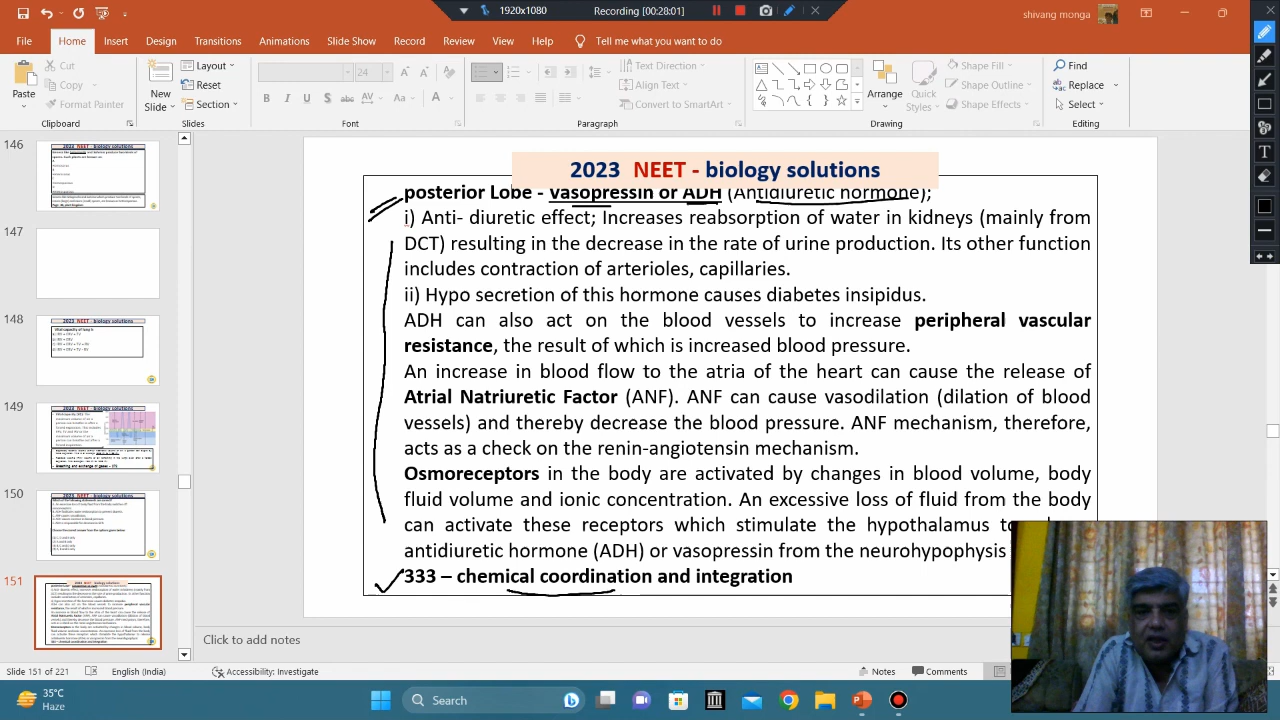 1920x1080
Recording [00:28:01]
shivang monga
File Home Insert Design Transitions Animations Slide Show Record Review View Help Tell me what you want to do
Paste
Cut
Copy
Format Painter
Clipboard
New Slide
Layout
Reset
Section
Slides
24
Font
Text Direction
Align Text
Convert to SmartArt
Paragraph
Arrange
Quick Styles
Shape Fill
Shape Outline
Shape Effects
Drawing
Find
Replace
Select
Editing
146
147
148
149
150
151
2023 NEET - biology solutions
posterior lobe - vasopressin or ADH (Antidiuretic hormone);
i) Anti- diuretic effect; Increases reabsorption of water in kidneys (mainly from
DCT) resulting in the decrease in the rate of urine production. Its other function
includes contraction of arterioles, capillaries.
ii) Hypo secretion of this hormone causes diabetes insipidus.
ADH can also act on the blood vessels to increase peripheral vascular
resistance, the result of which is increased blood pressure.
An increase in blood flow to the atria of the heart can cause the release of
Atrial Natriuretic Factor (ANF). ANF can cause vasodilation (dilation of blood
vessels) and thereby decrease the blood pressure. ANF mechanism, therefore,
acts as a check on the renin-angiotensin mechanism.
Osmoreceptors in the body are activated by changes in blood volume, body
fluid volume or ionic concentration. An excessive loss of fluid from the body
can activate these receptors which stimulate the hypothalamus to
antidiuretic hormone (ADH) or vasopressin from the neurohypophysis
333 – chemical coordination and integrati
Click to add notes
Slide 151 of 221 English (India) Accessibility: Investigate Notes Comments
35°C
Haze
Search